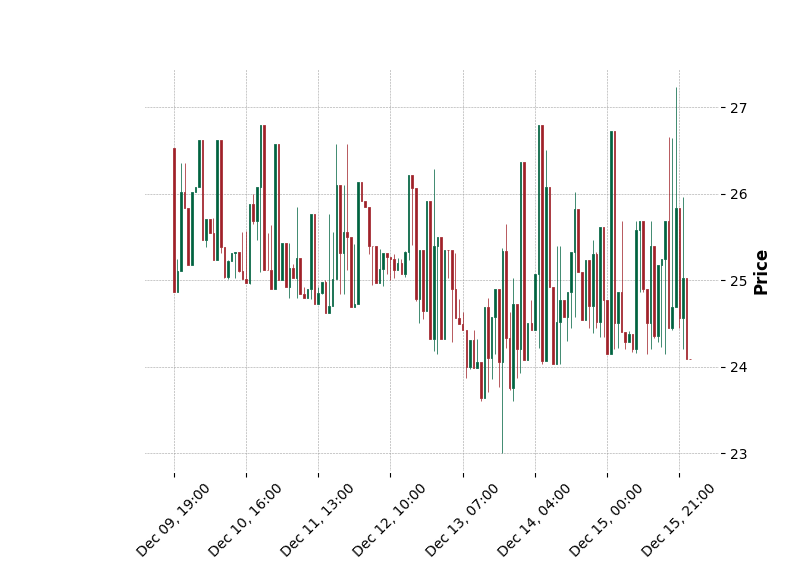 27
26
25
24
23
Price
Dec 09, 19:00
Dec 10, 16:00
Dec 11, 13:00
Dec 12, 10:00
Dec 13, 07:00
Dec 14, 04:00
Dec 15, 00:00
Dec 15, 21:00